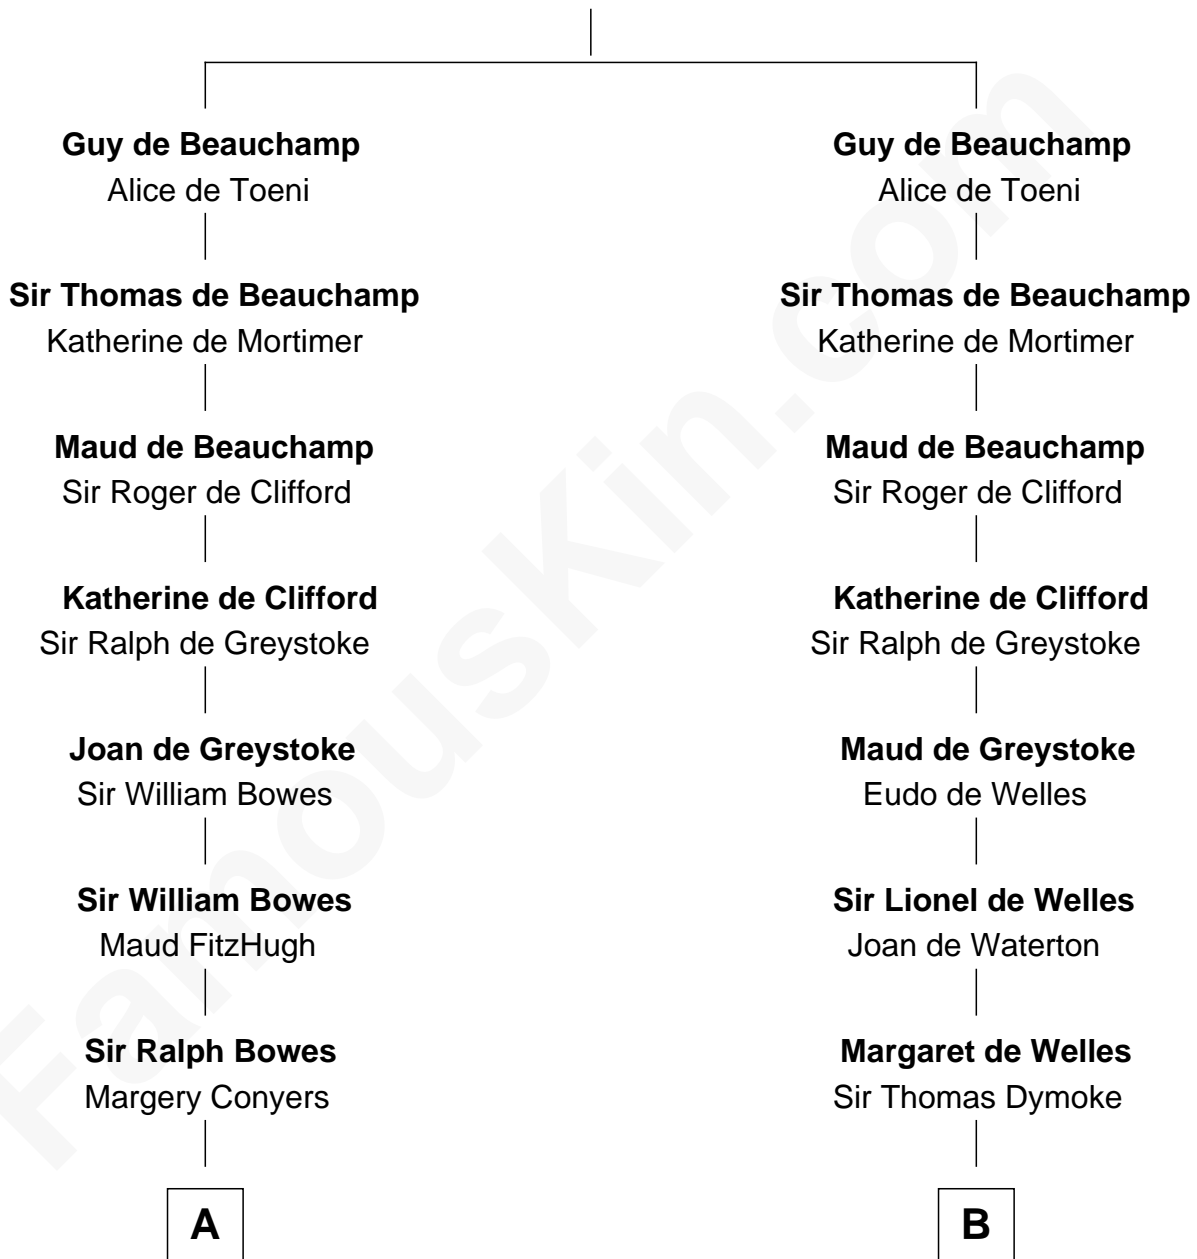 Guy de Beauchamp
Alice de Toeni
Sir Thomas de Beauchamp
Katherine de Mortimer
Maud de Beauchamp
Sir Roger de Clifford
Katherine de Clifford
Sir Ralph de Greystoke
Joan de Greystoke
Sir William Bowes
Sir William Bowes
Maud FitzHugh
Sir Ralph Bowes
Margery Conyers
A
Guy de Beauchamp
Alice de Toeni
Sir Thomas de Beauchamp
Katherine de Mortimer
Maud de Beauchamp
Sir Roger de Clifford
Katherine de Clifford
Sir Ralph de Greystoke
Maud de Greystoke
Eudo de Welles
Sir Lionel de Welles
Joan de Waterton
Margaret de Welles
Sir Thomas Dymoke
B
FamousKin.com